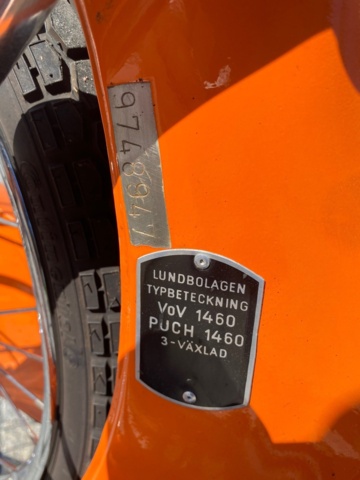 9748947
LUNDBOLAGEN
TYPBETECKNING
VoV 1460
PUCH 1460
3-VÄXLAD